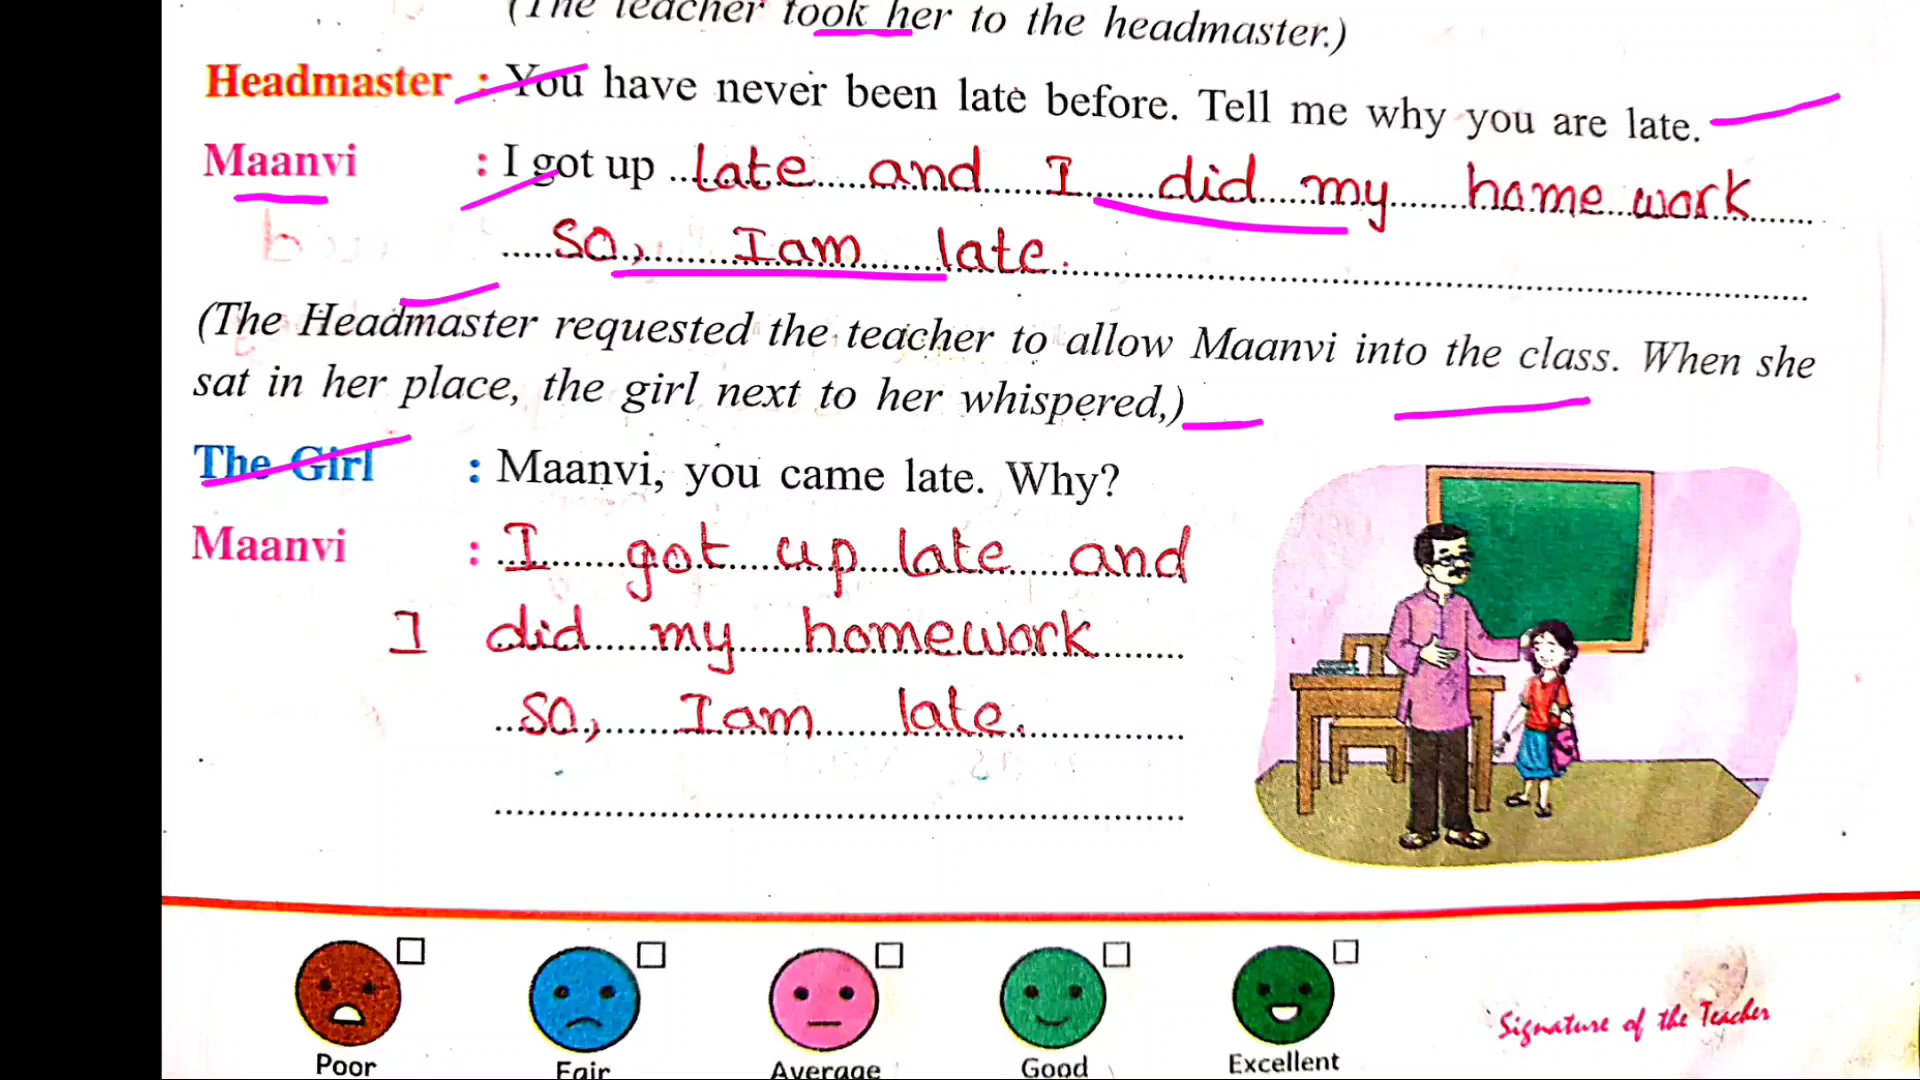 (The teacher took her to the headmaster.)
Headmaster : You have never been late before. Tell me why you are late.
Maanvi : I got up late and I did my home work
so, I am late.
(The Headmaster requested the teacher to allow Maanvi into the class. When she
sat in her place, the girl next to her whispered,)
The Girl : Maanvi, you came late. Why?
Maanvi : I got up late and
I did my homework
so, I am late.
Poor Fair Average Good Excellent
Signature of the Teacher